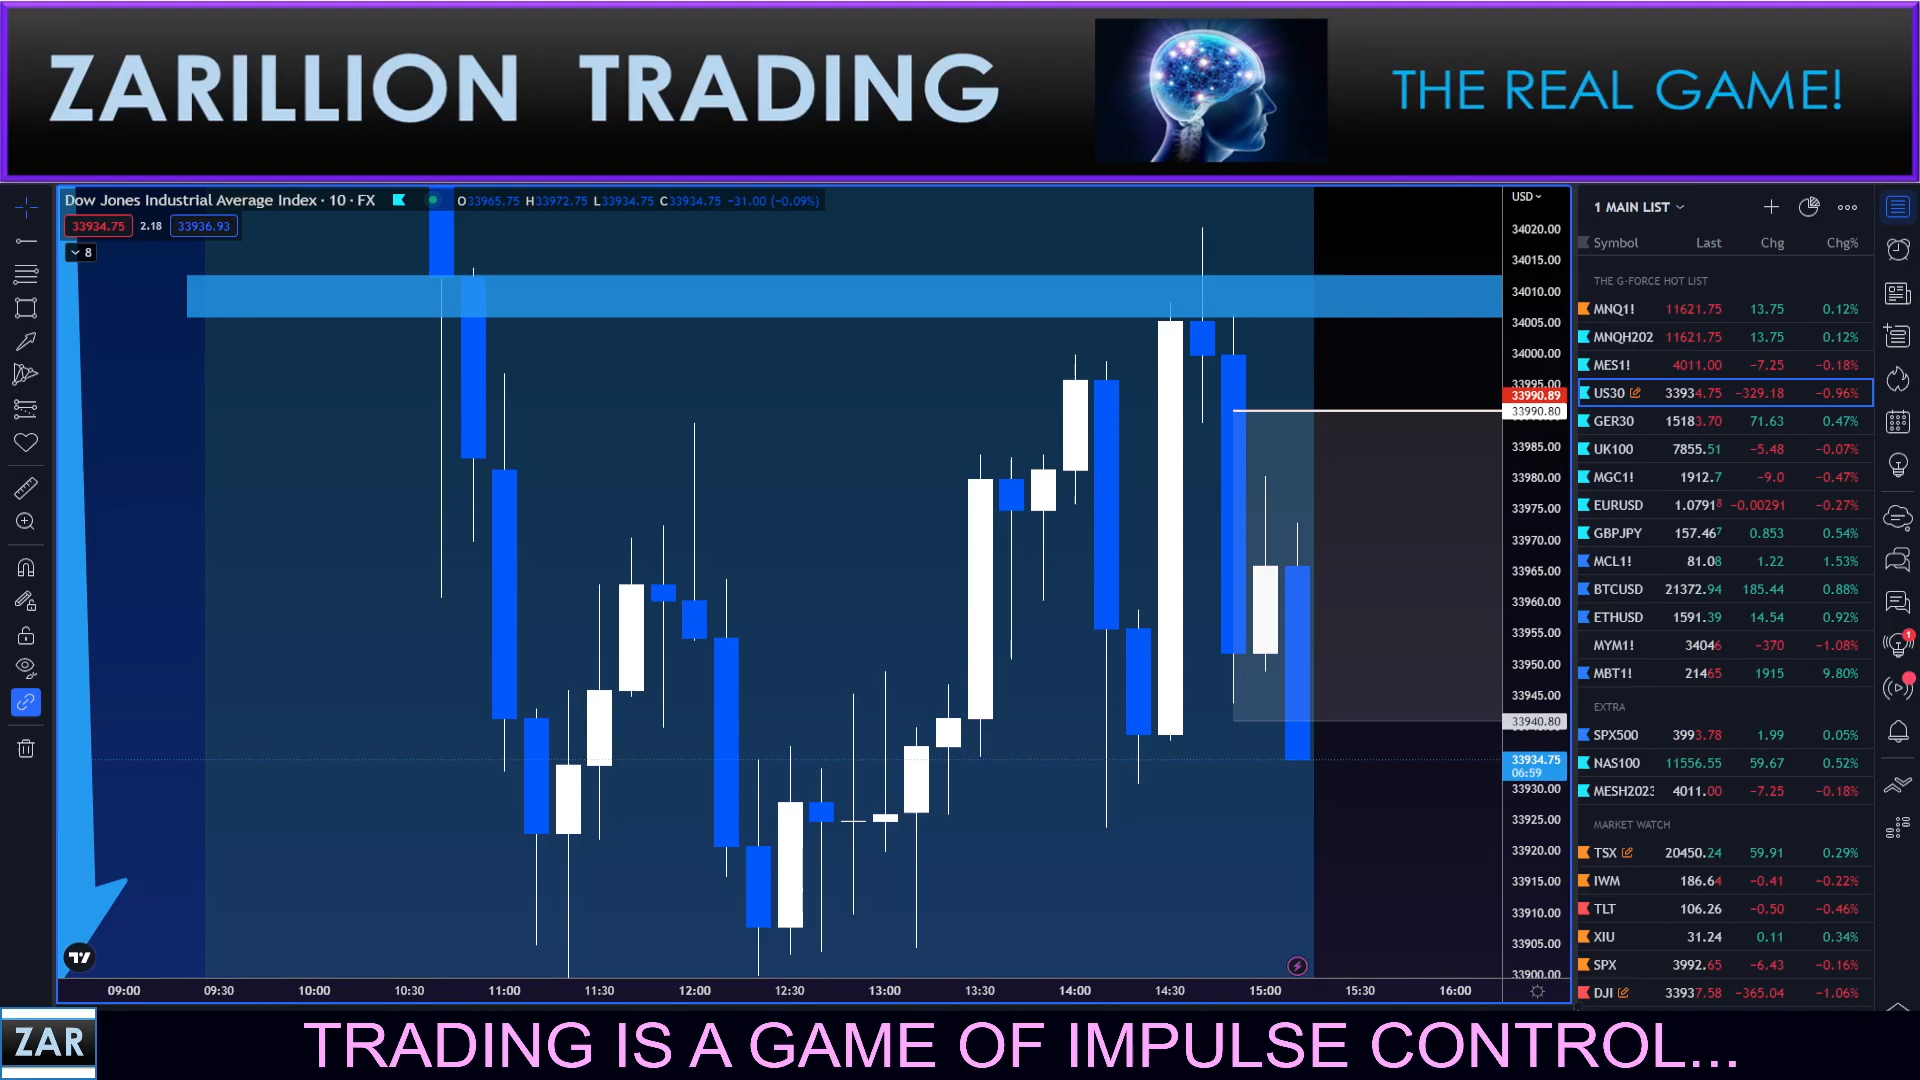 ZARILLION TRADING
THE REAL GAME!
Dow Jones Industrial Average Index · 10 · FX
O33965.75 H33972.75 L33934.75 C33934.75 −31.00 (−0.09%)
33934.75 2.18 33936.93
8
USD
34020.00
34015.00
34010.00
34005.00
34000.00
33995.00
33990.89
33990.80
33985.00
33980.00
33975.00
33970.00
33965.00
33960.00
33955.00
33950.00
33945.00
33940.80
33934.75
06:59
33930.00
33925.00
33920.00
33915.00
33910.00
33905.00
33900.00
09:00 09:30 10:00 10:30 11:00 11:30 12:00 12:30 13:00 13:30 14:00 14:30 15:00 15:30 16:00
1 MAIN LIST
Symbol Last Chg Chg%
THE G-FORCE HOT LIST
MNQ1! 11621.75 13.75 0.12%
MNQH202 11621.75 13.75 0.12%
MES1! 4011.00 −7.25 −0.18%
US30 33934.75 −329.18 −0.96%
GER30 15183.70 71.63 0.47%
UK100 7855.51 −5.48 −0.07%
MGC1! 1912.7 −9.0 −0.47%
EURUSD 1.07918 −0.00291 −0.27%
GBPJPY 157.467 0.853 0.54%
MCL1! 81.08 1.22 1.53%
BTCUSD 21372.94 185.44 0.88%
ETHUSD 1591.39 14.54 0.92%
MYM1! 34046 −370 −1.08%
MBT1! 21465 1915 9.80%
EXTRA
SPX500 3993.78 1.99 0.05%
NAS100 11556.55 59.67 0.52%
MESH2023 4011.00 −7.25 −0.18%
MARKET WATCH
TSX 20450.24 59.91 0.29%
IWM 186.64 −0.41 −0.22%
TLT 106.26 −0.50 −0.46%
XIU 31.24 0.11 0.34%
SPX 3992.65 −6.43 −0.16%
DJI 33937.58 −365.04 −1.06%
1
ZAR
TRADING IS A GAME OF IMPULSE CONTROL...